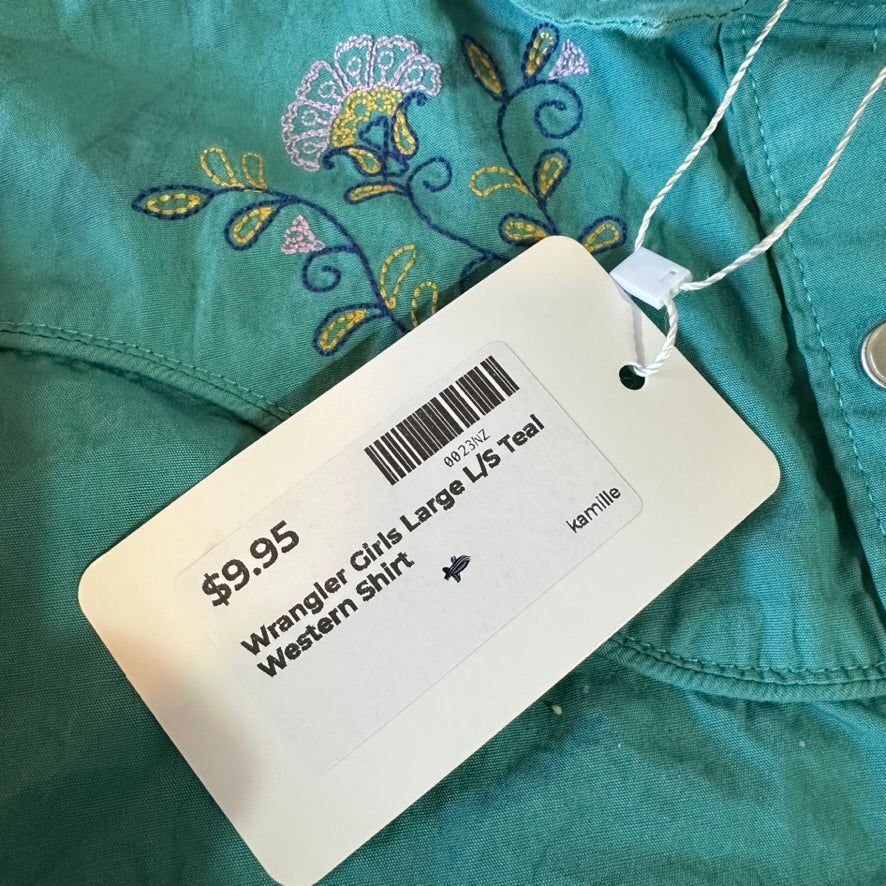 0023NZ
$9.95
Wrangler Girls Large L/S Teal
Western Shirt
kamille